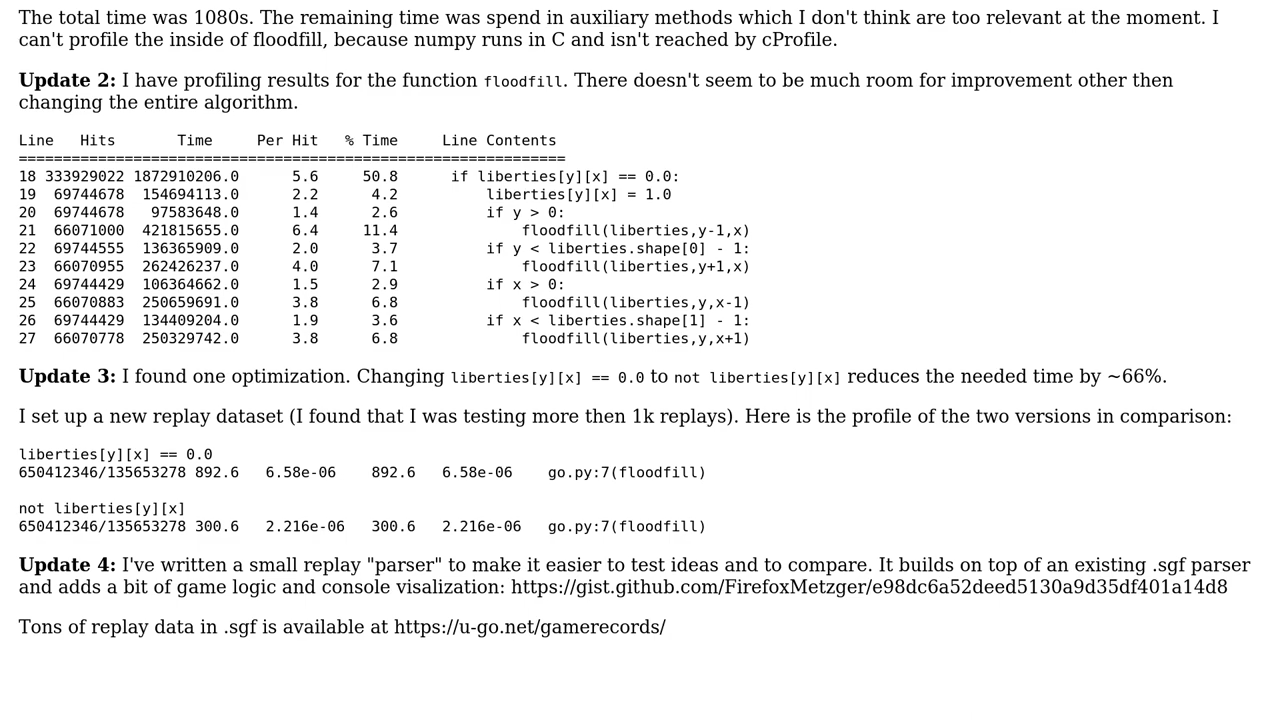 The total time was 1080s. The remaining time was spend in auxiliary methods which I don't think are too relevant at the moment. I
can't profile the inside of floodfill, because numpy runs in C and isn't reached by cProfile.
Update 2: I have profiling results for the function floodfill. There doesn't seem to be much room for improvement other then
changing the entire algorithm.
Line   Hits       Time     Per Hit   % Time     Line Contents
==============================================================
18 333929022 1872910206.0      5.6     50.8      if liberties[y][x] == 0.0:
19  69744678  154694113.0      2.2      4.2          liberties[y][x] = 1.0
20  69744678   97583648.0      1.4      2.6          if y > 0:
21  66071000  421815655.0      6.4     11.4              floodfill(liberties,y-1,x)
22  69744555  136365909.0      2.0      3.7          if y < liberties.shape[0] - 1:
23  66070955  262426237.0      4.0      7.1              floodfill(liberties,y+1,x)
24  69744429  106364662.0      1.5      2.9          if x > 0:
25  66070883  250659691.0      3.8      6.8              floodfill(liberties,y,x-1)
26  69744429  134409204.0      1.9      3.6          if x < liberties.shape[1] - 1:
27  66070778  250329742.0      3.8      6.8              floodfill(liberties,y,x+1)
Update 3: I found one optimization. Changing liberties[y][x] == 0.0 to not liberties[y][x] reduces the needed time by ~66%.
I set up a new replay dataset (I found that I was testing more then 1k replays). Here is the profile of the two versions in comparison:
liberties[y][x] == 0.0
650412346/135653278 892.6   6.58e-06    892.6   6.58e-06    go.py:7(floodfill)
not liberties[y][x]
650412346/135653278 300.6   2.216e-06   300.6   2.216e-06   go.py:7(floodfill)
Update 4: I've written a small replay "parser" to make it easier to test ideas and to compare. It builds on top of an existing .sgf parser
and adds a bit of game logic and console visalization: https://gist.github.com/FirefoxMetzger/e98dc6a52deed5130a9d35df401a14d8
Tons of replay data in .sgf is available at https://u-go.net/gamerecords/